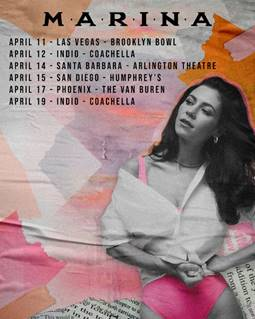 M·A·R·I·N·A
APRIL 11 - LAS VEGAS - BROOKLYN BOWL
APRIL 12 - INDIO - COACHELLA
APRIL 14 - SANTA BARBARA - ARLINGTON THEATRE
APRIL 15 - SAN DIEGO - HUMPHREY'S
APRIL 17 - PHOENIX - THE VAN BUREN
APRIL 19 - INDIO - COACHELLA